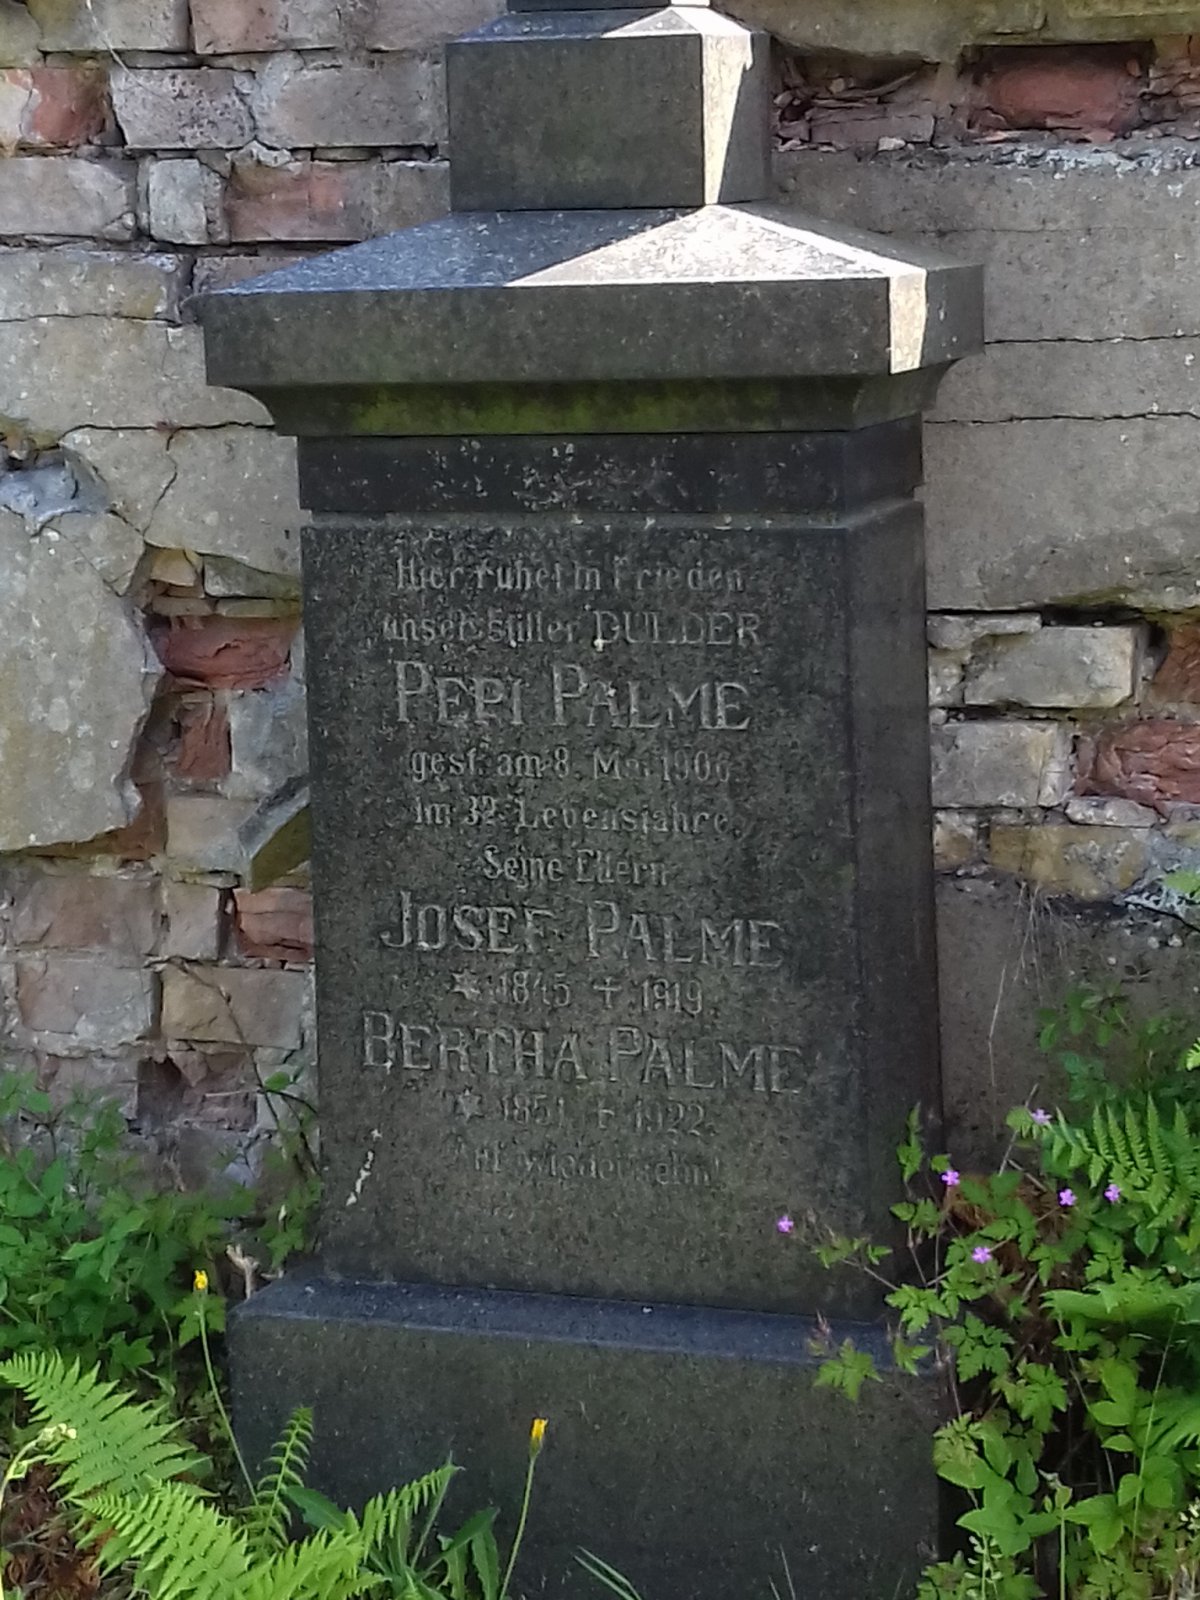 Hier ruhet in Frieden
unser stiller DULDER
PEPI PALME
gest. am 8. Mai 1906
im 32. Lebensjahre.
Seine Eltern
JOSEF PALME
* 1845 † 1919.
BERTHA PALME
* 1851. † 1922.
Auf Wiedersehn!